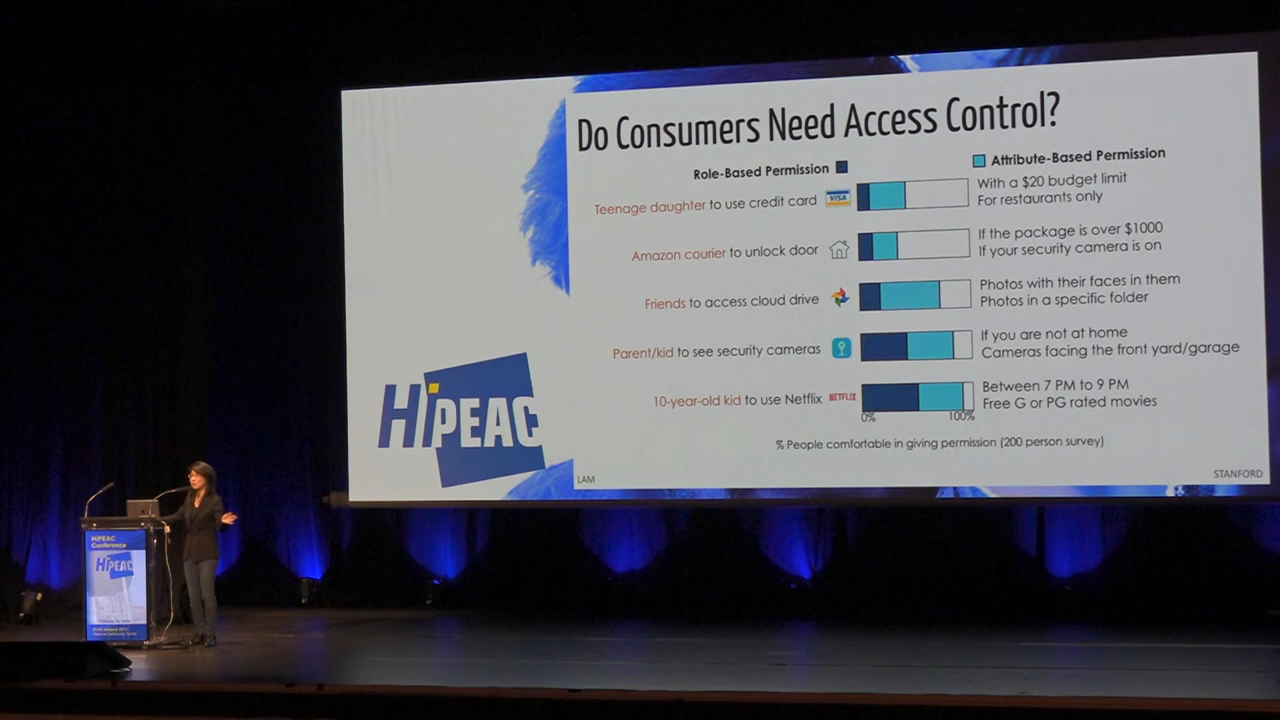 Do Consumers Need Access Control?
Role-Based Permission
Attribute-Based Permission
Teenage daughter to use credit card
VISA
With a $20 budget limit
For restaurants only
Amazon courier to unlock door
If the package is over $1000
If your security camera is on
Friends to access cloud drive
Photos with their faces in them
Photos in a specific folder
Parent/kid to see security cameras
If you are not at home
Cameras facing the front yard/garage
10-year-old kid to use Netflix
NETFLIX
Between 7 PM to 9 PM
Free G or PG rated movies
0% 100%
% People comfortable in giving permission (200 person survey)
LAM
STANFORD
HiPEAC
HiPEAC
Conference
HiPEAC